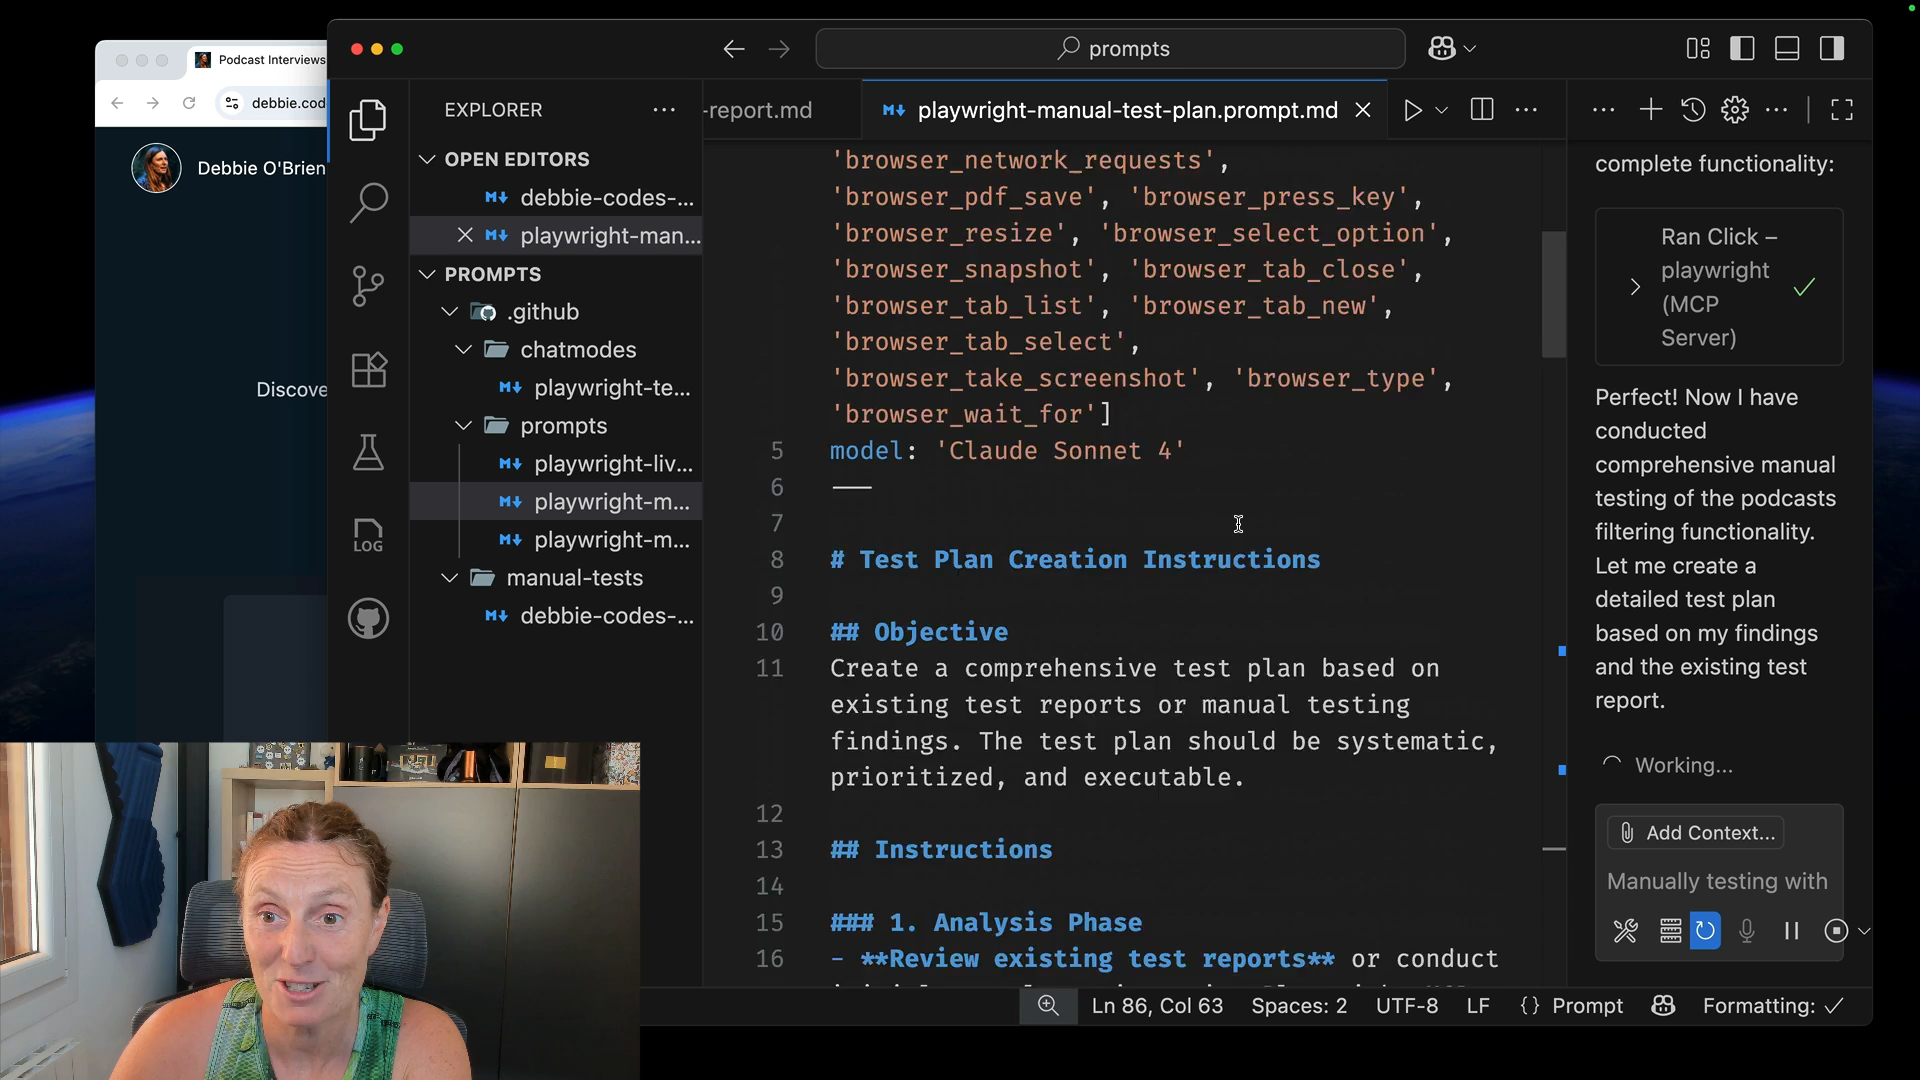 Podcast Interviews
debbie.cod
Debbie O'Brien
Discove
prompts
EXPLORER
OPEN EDITORS
debbie-codes-...
playwright-man...
PROMPTS
.github
chatmodes
playwright-te...
prompts
playwright-liv...
playwright-m...
playwright-m...
manual-tests
debbie-codes-...
LOG
-report.md
playwright-manual-test-plan.prompt.md
'browser_network_requests',
'browser_pdf_save', 'browser_press_key',
'browser_resize', 'browser_select_option',
'browser_snapshot', 'browser_tab_close',
'browser_tab_list', 'browser_tab_new',
'browser_tab_select',
'browser_take_screenshot', 'browser_type',
'browser_wait_for']
5 model: 'Claude Sonnet 4'
6 ---
7
8 # Test Plan Creation Instructions
9
10 ## Objective
11 Create a comprehensive test plan based on
existing test reports or manual testing
findings. The test plan should be systematic,
prioritized, and executable.
12
13 ## Instructions
14
15 ### 1. Analysis Phase
16 - **Review existing test reports** or conduct
complete functionality:
Ran Click –
playwright
(MCP
Server)
Perfect! Now I have
conducted
comprehensive manual
testing of the podcasts
filtering functionality.
Let me create a
detailed test plan
based on my findings
and the existing test
report.
Working...
Add Context...
Manually testing with
Ln 86, Col 63
Spaces: 2
UTF-8
LF
{} Prompt
Formatting: ✓